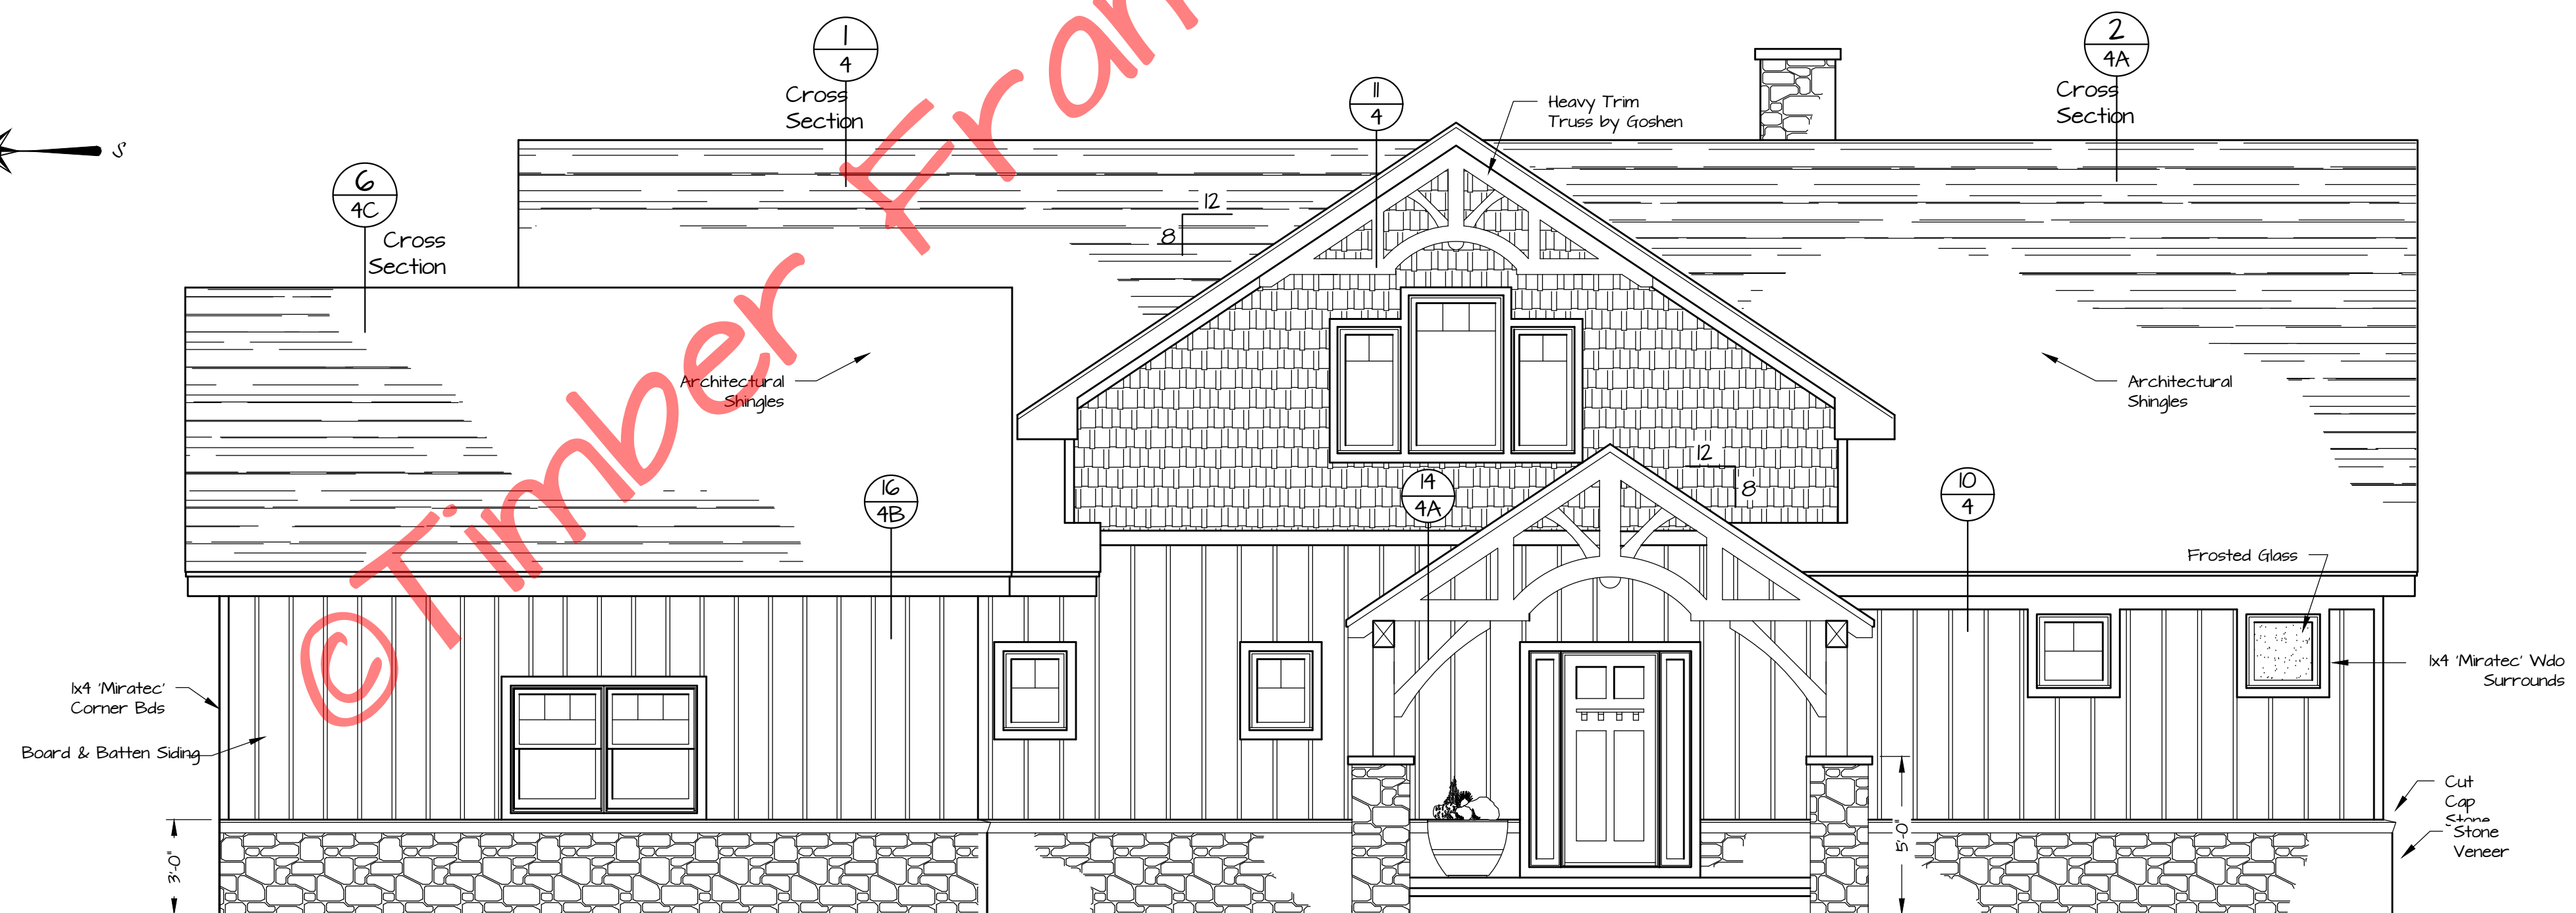 1
4
Cross
Section
2
4A
Cross
Section
11
4
Heavy Trim
Truss by Goshen
S
6
4C
Cross
Section
12
8
Architectural
Shingles
Architectural
Shingles
12
8
16
4B
14
4A
10
4
Frosted Glass
1x4 'Miratec'
Corner Bds
Board & Batten Siding
1x4 'Miratec' Wdo
Surrounds
Cut
Cap
Stone
Stone
Veneer
3'-0"
5'-0"
©Timber Fram